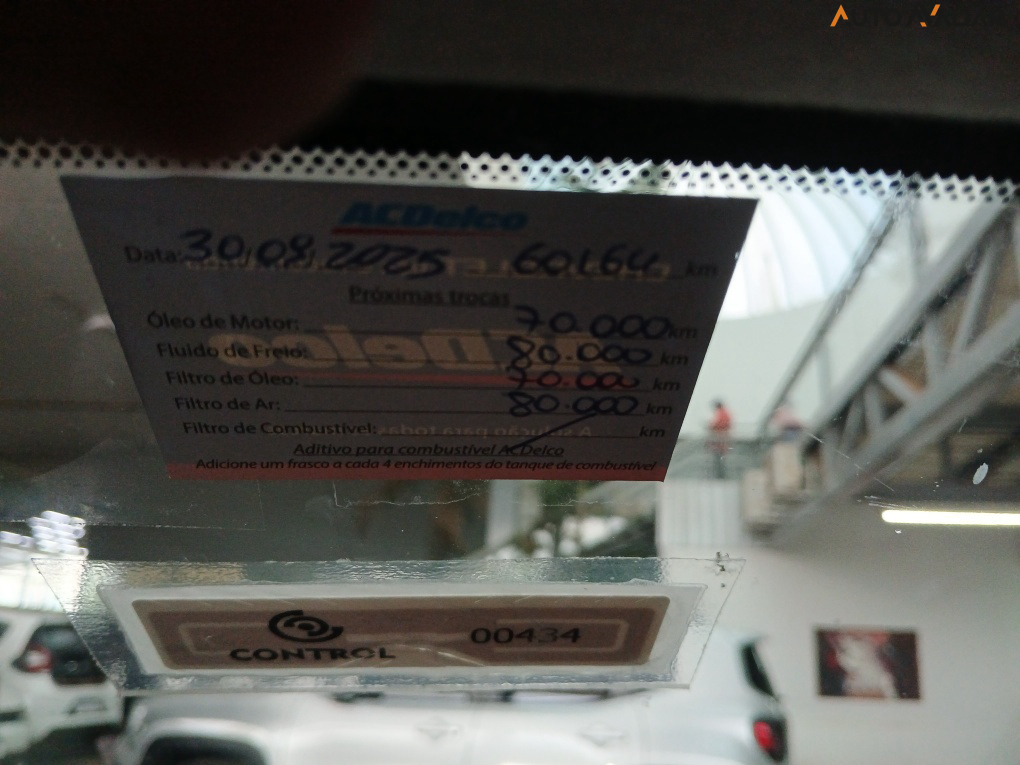 ACDelco
Data: 30/08/2025 60164 km
Próximas trocas
Óleo de Motor: 70.000 km
Fluido de Freio: 80.000 km
Filtro de Óleo: 70.000 km
Filtro de Ar: 80.000 km
Filtro de Combustível: km
Aditivo para combustível ACDelco
Adicione um frasco a cada 4 enchimentos do tanque de combustível
CONTROL 00434